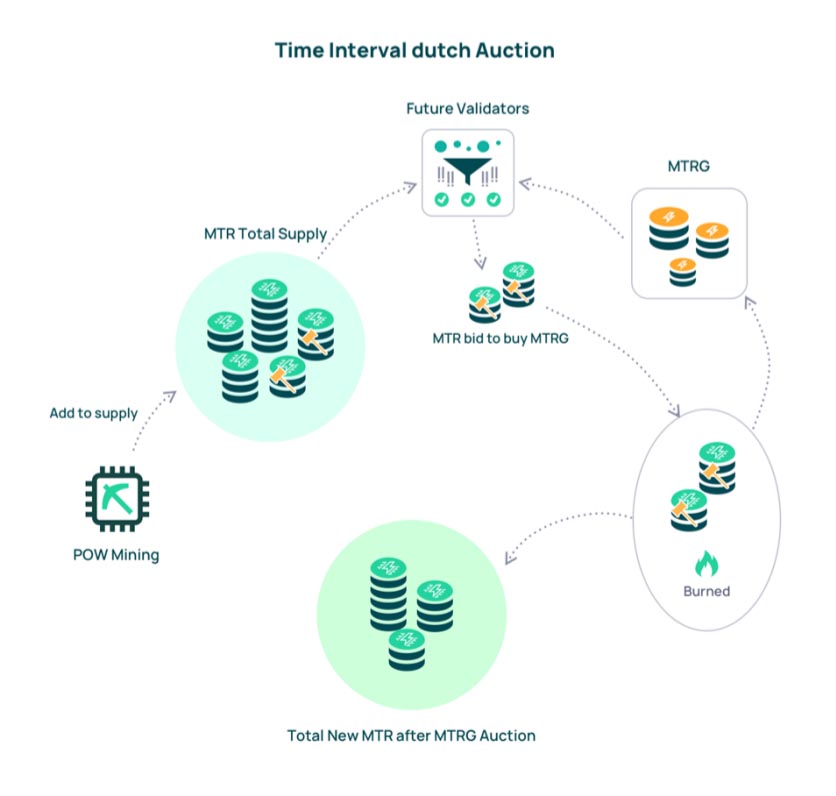 Time Interval dutch Auction
Future Validators
MTRG
MTR Total Supply
MTR bid to buy MTRG
Add to supply
POW Mining
Burned
Total New MTR after MTRG Auction